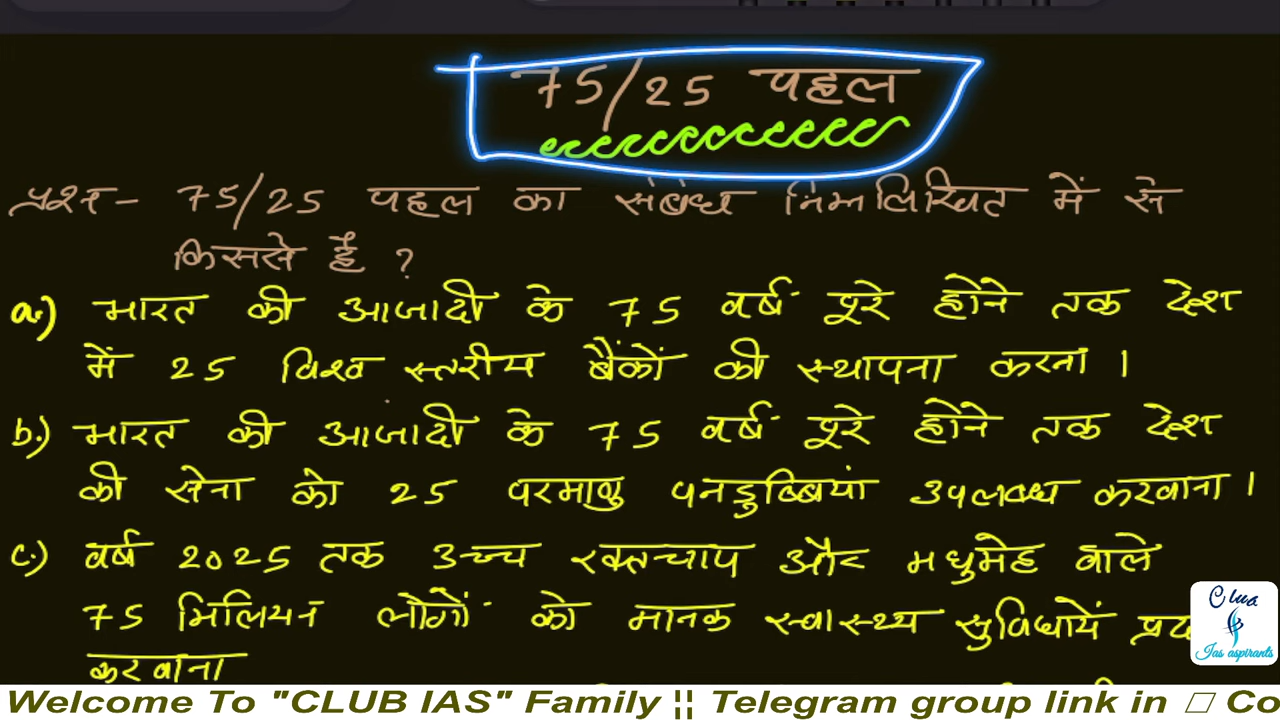 75/25 पहल
प्रश्न- 75/25 पहल का संबंध निम्नलिखित में से
किससे है ?
a.) भारत की आजादी के 75 वर्ष पूरे होने तक देश
में 25 विश्व स्तरीय बैंकों की स्थापना करना ।
b.) भारत की आजादी के 75 वर्ष पूरे होने तक देश
की सेना को 25 परमाणु पनडुब्बियां उपलब्ध करवाना ।
c.) वर्ष 2025 तक उच्च रक्तचाप और मधुमेह वाले
75 मिलियन लोगों को मानक स्वास्थ्य सुविधायें
करवाना
Club
Ias aspirants
Welcome To "CLUB IAS" Family ¦¦ Telegram group link in □ Co